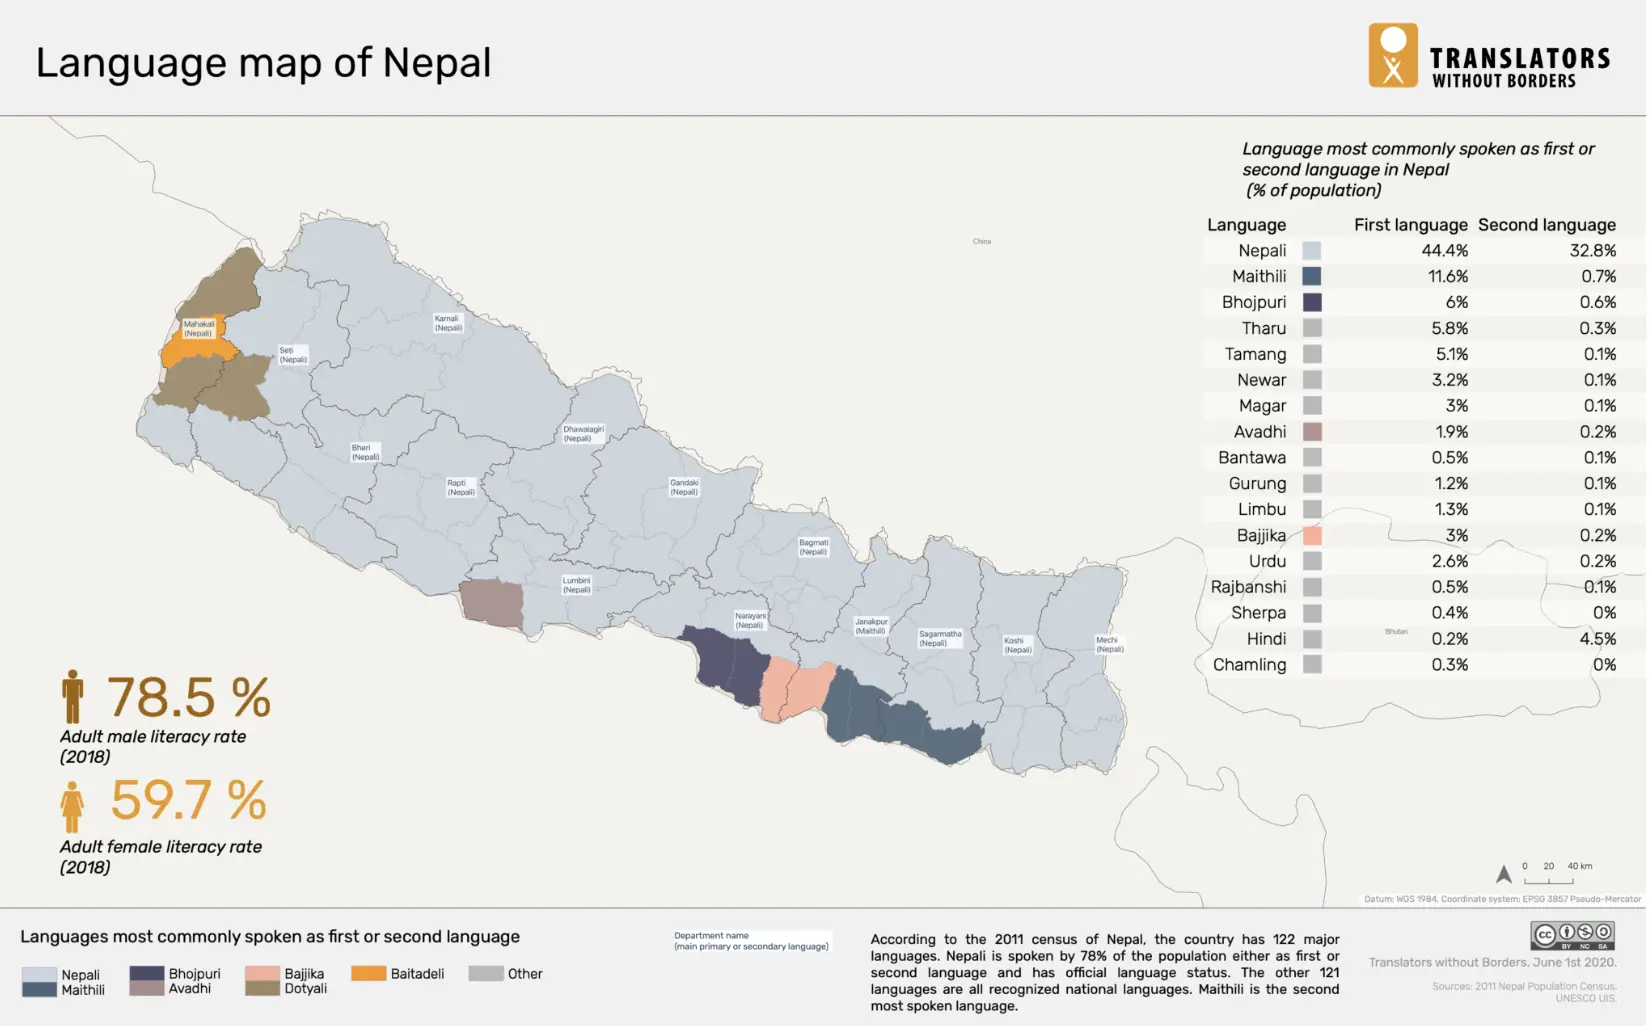 Language map of Nepal
TRANSLATORS
WITHOUT BORDERS
Language most commonly spoken as first or
second language in Nepal
(% of population)
Language First language Second language
Nepali 44.4% 32.8%
Maithili 11.6% 0.7%
Bhojpuri 6% 0.6%
Tharu 5.8% 0.3%
Tamang 5.1% 0.1%
Newar 3.2% 0.1%
Magar 3% 0.1%
Avadhi 1.9% 0.2%
Bantawa 0.5% 0.1%
Gurung 1.2% 0.1%
Limbu 1.3% 0.1%
Bajjika 3% 0.2%
Urdu 2.6% 0.2%
Rajbanshi 0.5% 0.1%
Sherpa 0.4% 0%
Hindi 0.2% 4.5%
Chamling 0.3% 0%
China
Bhutan
Mahakali
(Nepali)
Seti
(Nepali)
Karnali
(Nepali)
Bheri
(Nepali)
Dhawalagiri
(Nepali)
Rapti
(Nepali)
Gandaki
(Nepali)
Bagmati
(Nepali)
Lumbini
(Nepali)
Narayani
(Nepali)
Janakpur
(Maithili)
Sagarmatha
(Nepali)
Koshi
(Nepali)
Mechi
(Nepali)
78.5 %
Adult male literacy rate
(2018)
59.7 %
Adult female literacy rate
(2018)
0 20 40 km
Datum: WGS 1984. Coordinate system: EPSG 3857 Pseudo-Mercator
Languages most commonly spoken as first or second language
Nepali
Maithili
Bhojpuri
Avadhi
Bajjika
Dotyali
Baitadeli
Other
Department name
(main primary or secondary language)
According to the 2011 census of Nepal, the country has 122 major
languages. Nepali is spoken by 78% of the population either as first or
second language and has official language status. The other 121
languages are all recognized national languages. Maithili is the second
most spoken language.
cc
BY NC SA
Translators without Borders. June 1st 2020.
Sources: 2011 Nepal Population Census.
UNESCO UIS.